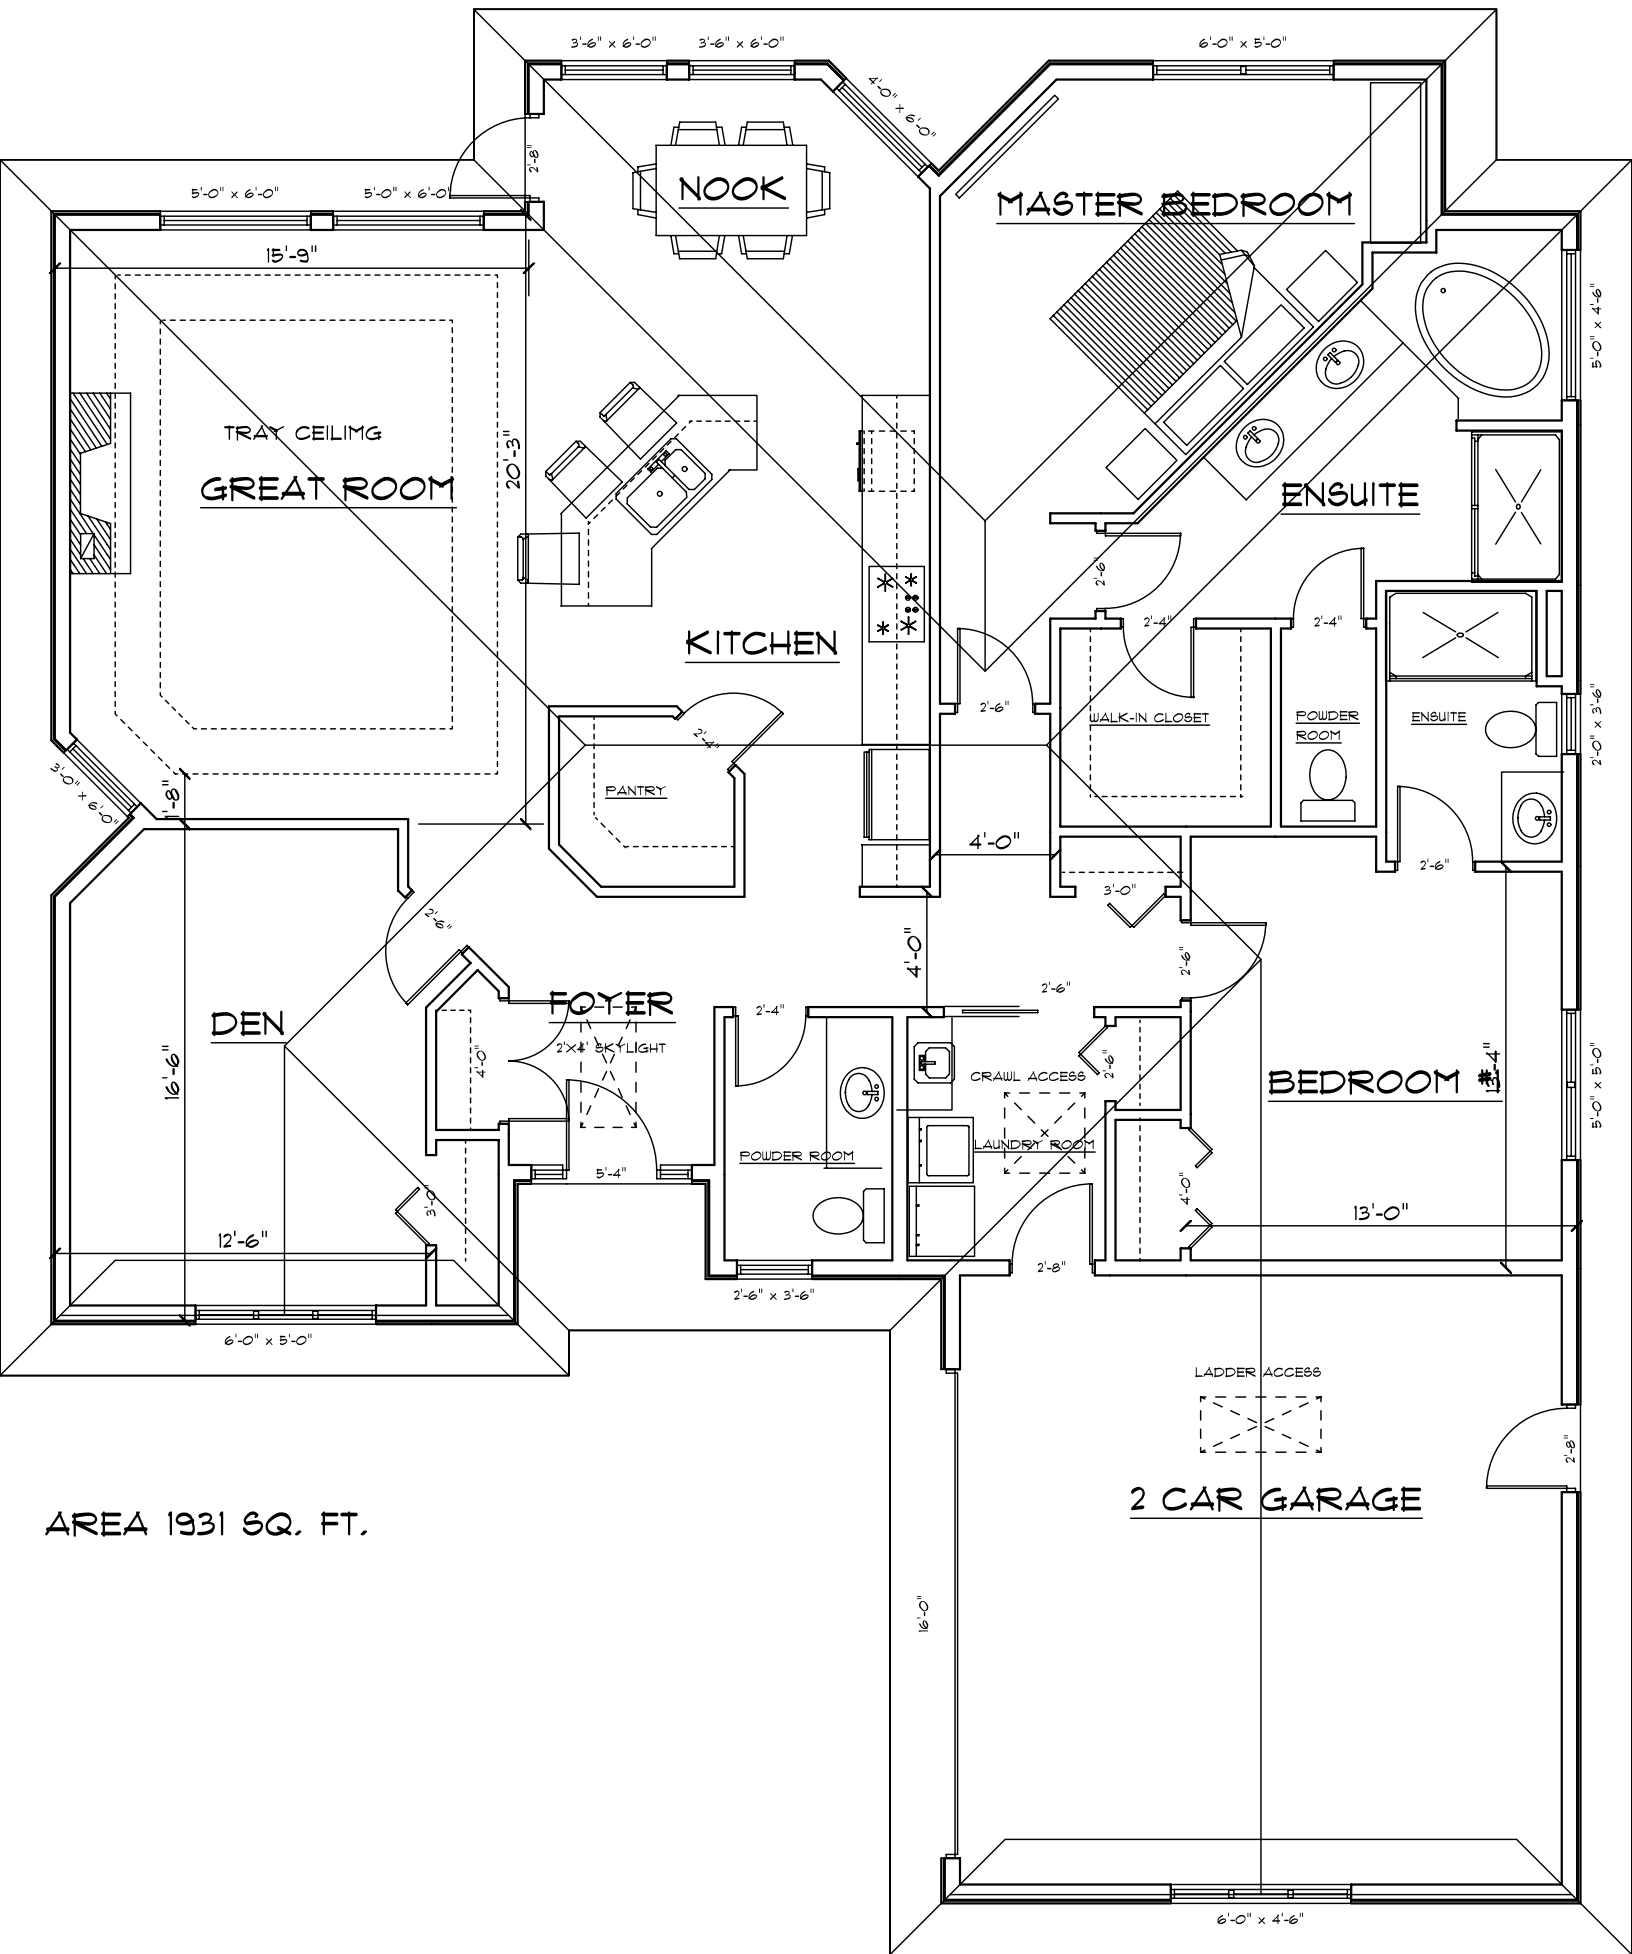 3'-6" x 6'-0"
3'-6" x 6'-0"
6'-0" x 5'-0"
4'-0" x 6'-0"
2'-8"
5'-0" x 6'-0"
5'-0" x 6'-0"
NOOK
MASTER BEDROOM
15'-9"
5'-0" x 4'-6"
TRAY CEILIMG
GREAT ROOM
20'-3"
ENSUITE
2'-6"
2'-4"
2'-4"
KITCHEN
2'-6"
WALK-IN CLOSET
POWDER
ROOM
ENSUITE
2'-0" x 3'-6"
2'-4"
3'-0" x 6'-0"
1'-8"
PANTRY
4'-0"
2'-6"
3'-0"
2'-6"
4'-0"
2'-6"
2'-6"
FOYER
2'-4"
DEN
2'X4' SKYLIGHT
4'-0"
16'-6"
2'-6"
CRAWL ACCESS
BEDROOM #
13'-4"
5'-0" x 5'-0"
LAUNDRY ROOM
POWDER ROOM
5'-4"
3'-0"
4'-0"
13'-0"
12'-6"
2'-8"
2'-6" x 3'-6"
6'-0" x 5'-0"
LADDER ACCESS
2'-8"
2 CAR GARAGE
AREA 1931 SQ. FT.
16'-0"
6'-0" x 4'-6"